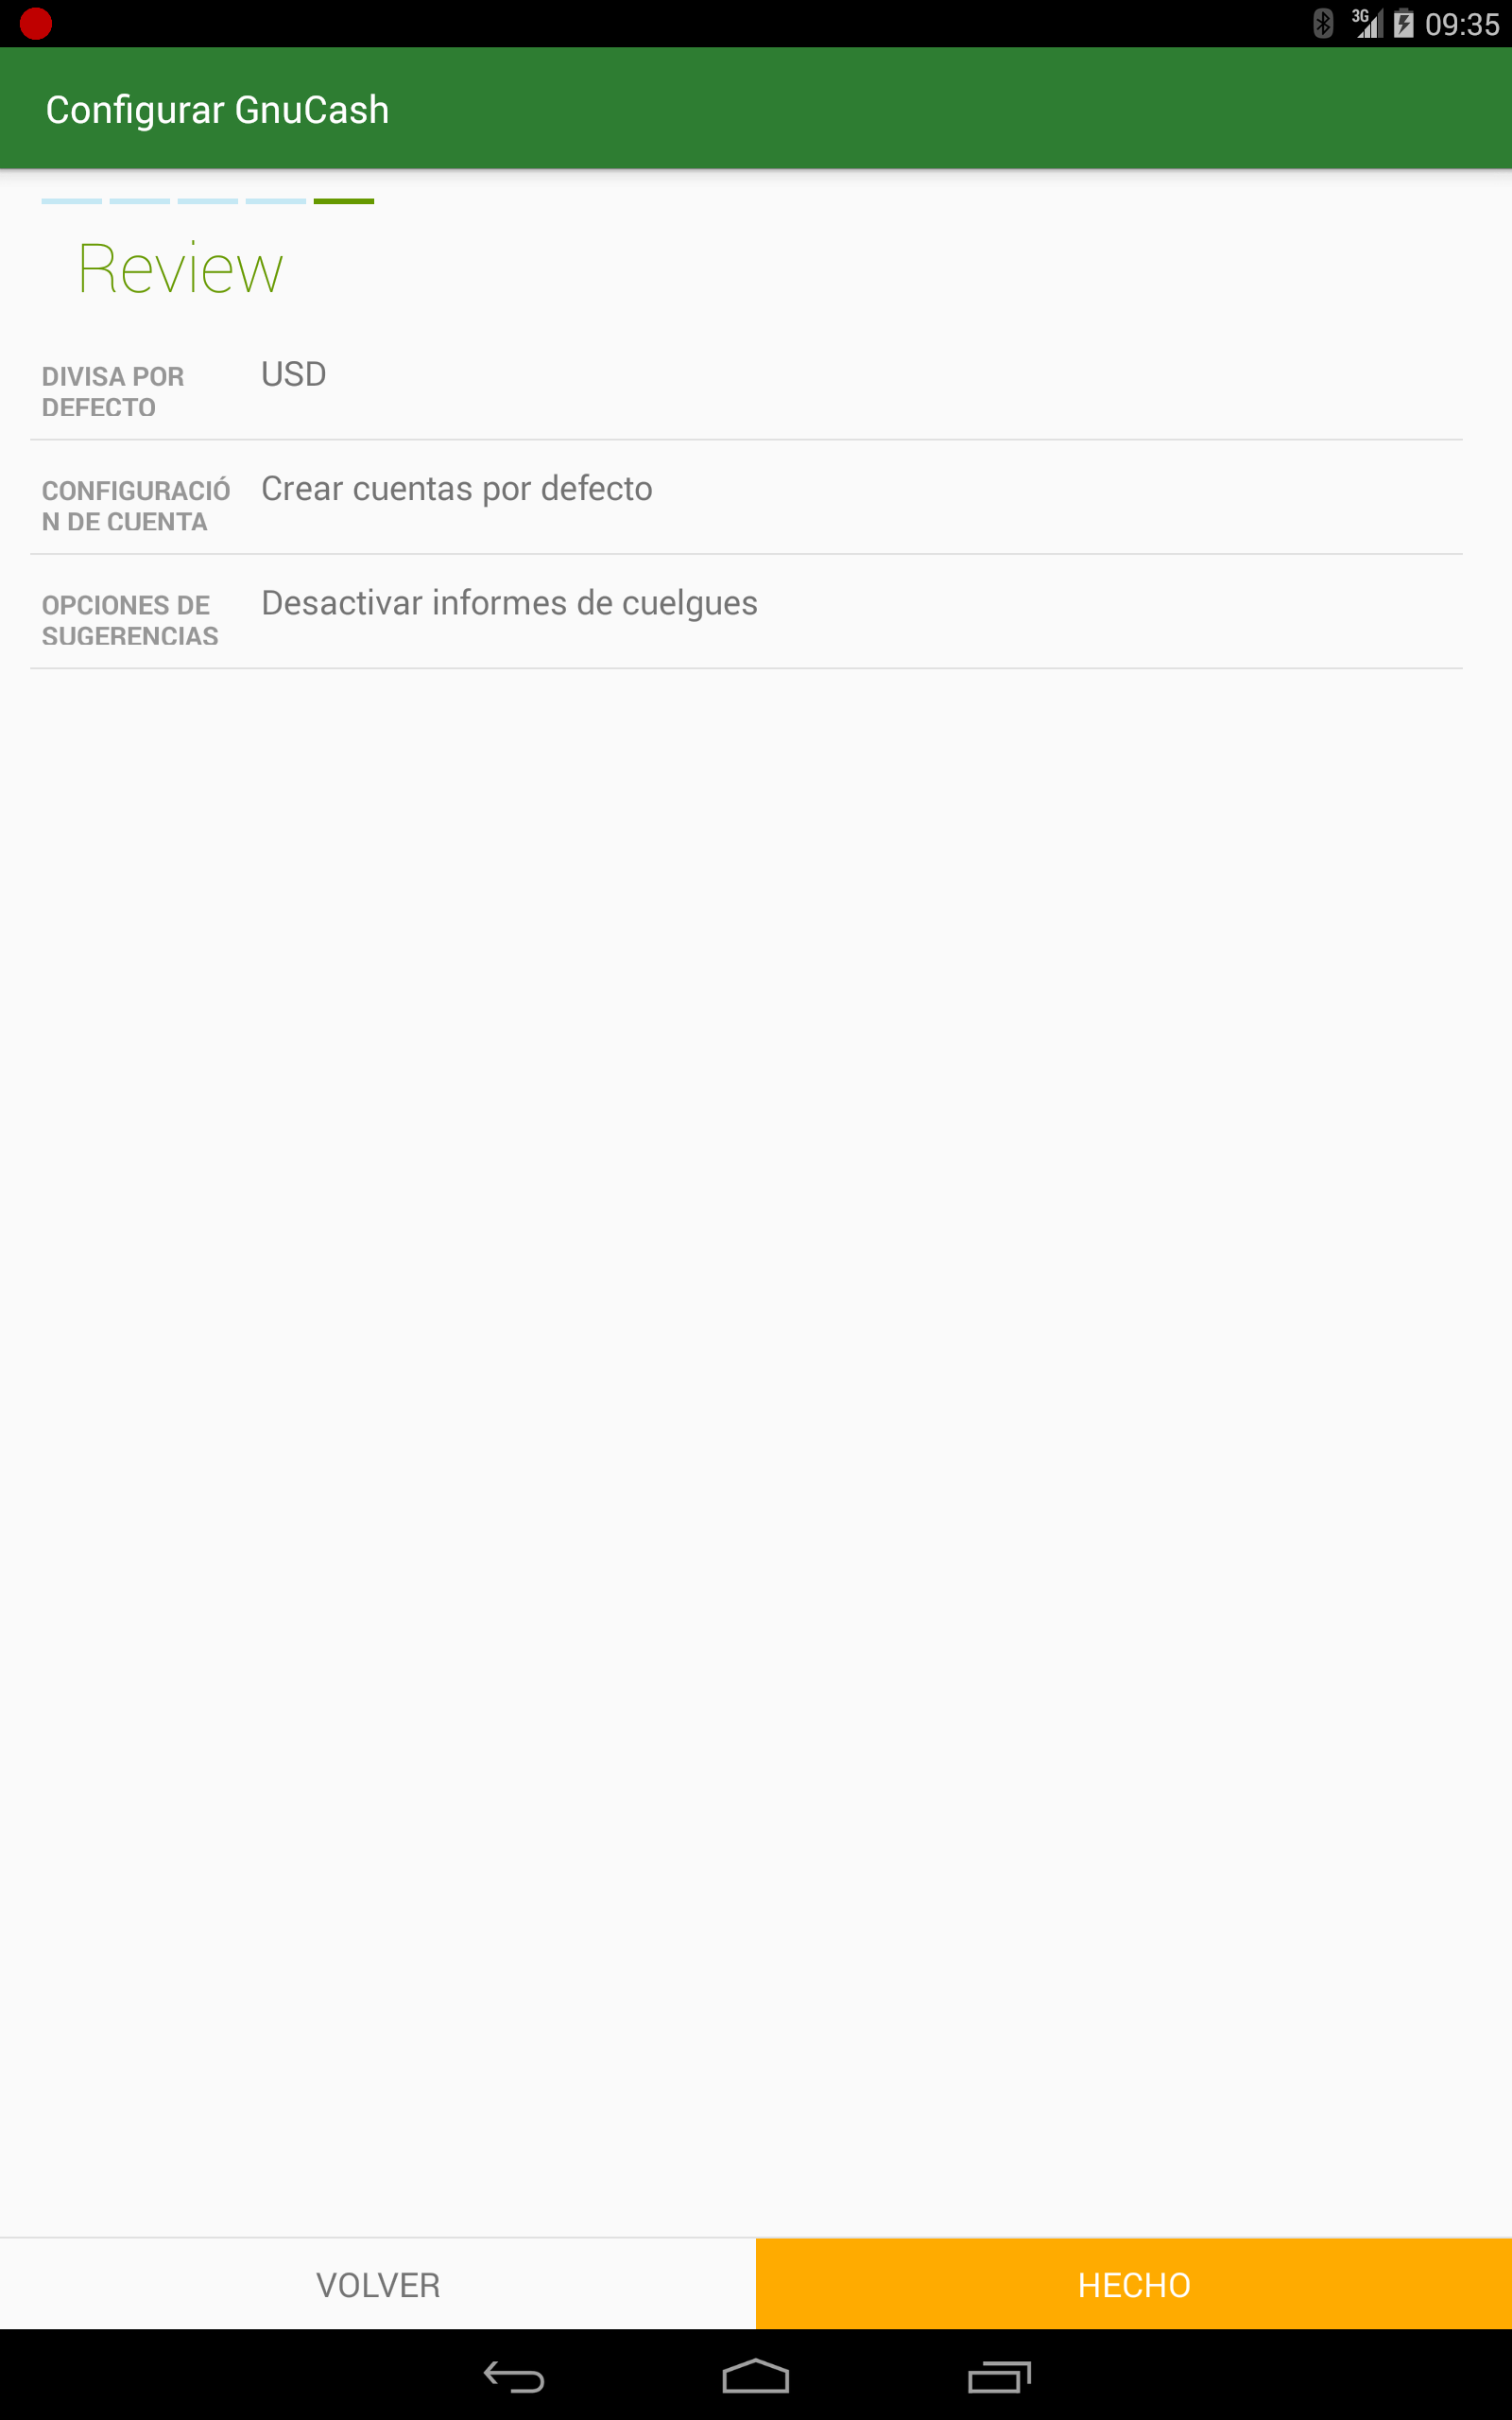 3G 09:35
Configurar GnuCash
Review
DIVISA POR
DEFECTO
USD
CONFIGURACIÓ
N DE CUENTA
Crear cuentas por defecto
OPCIONES DE
SUGERENCIAS
Desactivar informes de cuelgues
VOLVER
HECHO